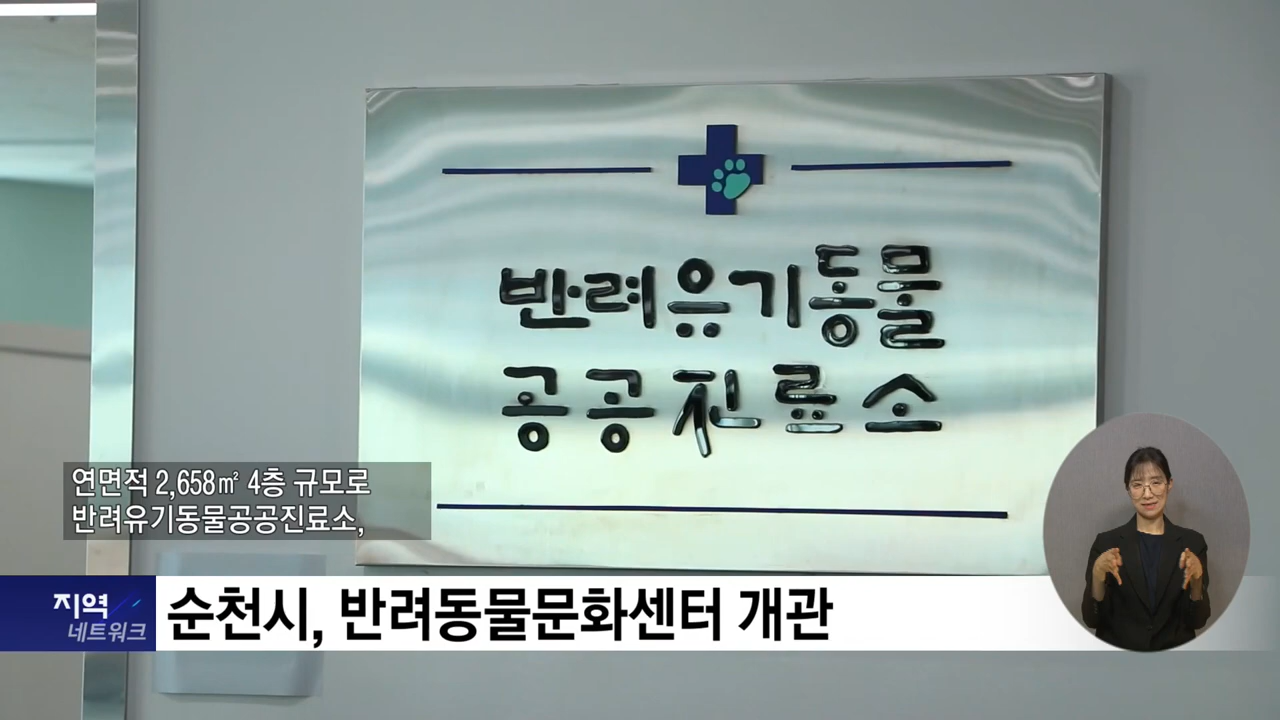 반려유기동물
공공진료소
연면적 2,658㎡ 4층 규모로
반려유기동물공공진료소,
지역
네트워크
순천시, 반려동물문화센터 개관